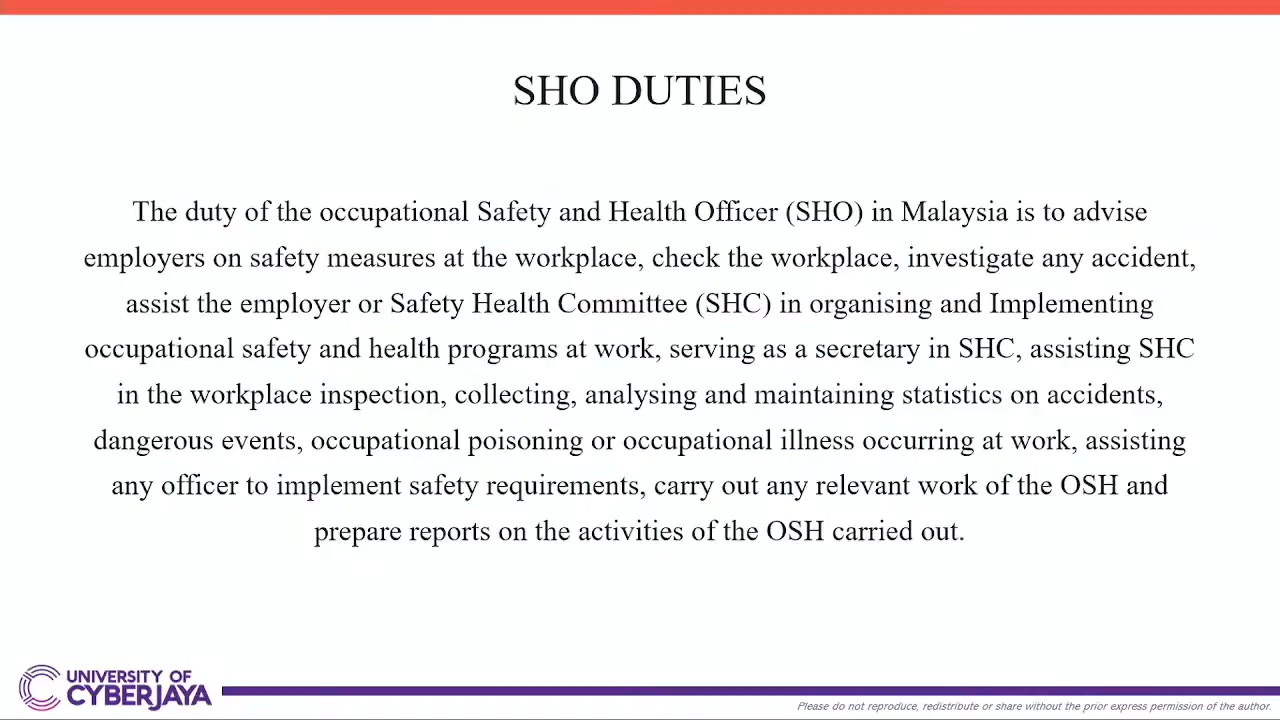 SHO DUTIES
The duty of the occupational Safety and Health Officer (SHO) in Malaysia is to advise
employers on safety measures at the workplace, check the workplace, investigate any accident,
assist the employer or Safety Health Committee (SHC) in organising and Implementing
occupational safety and health programs at work, serving as a secretary in SHC, assisting SHC
in the workplace inspection, collecting, analysing and maintaining statistics on accidents,
dangerous events, occupational poisoning or occupational illness occurring at work, assisting
any officer to implement safety requirements, carry out any relevant work of the OSH and
prepare reports on the activities of the OSH carried out.
UNIVERSITY OF
CYBERJAYA
Please do not reproduce, redistribute or share without the prior express permission of the author.